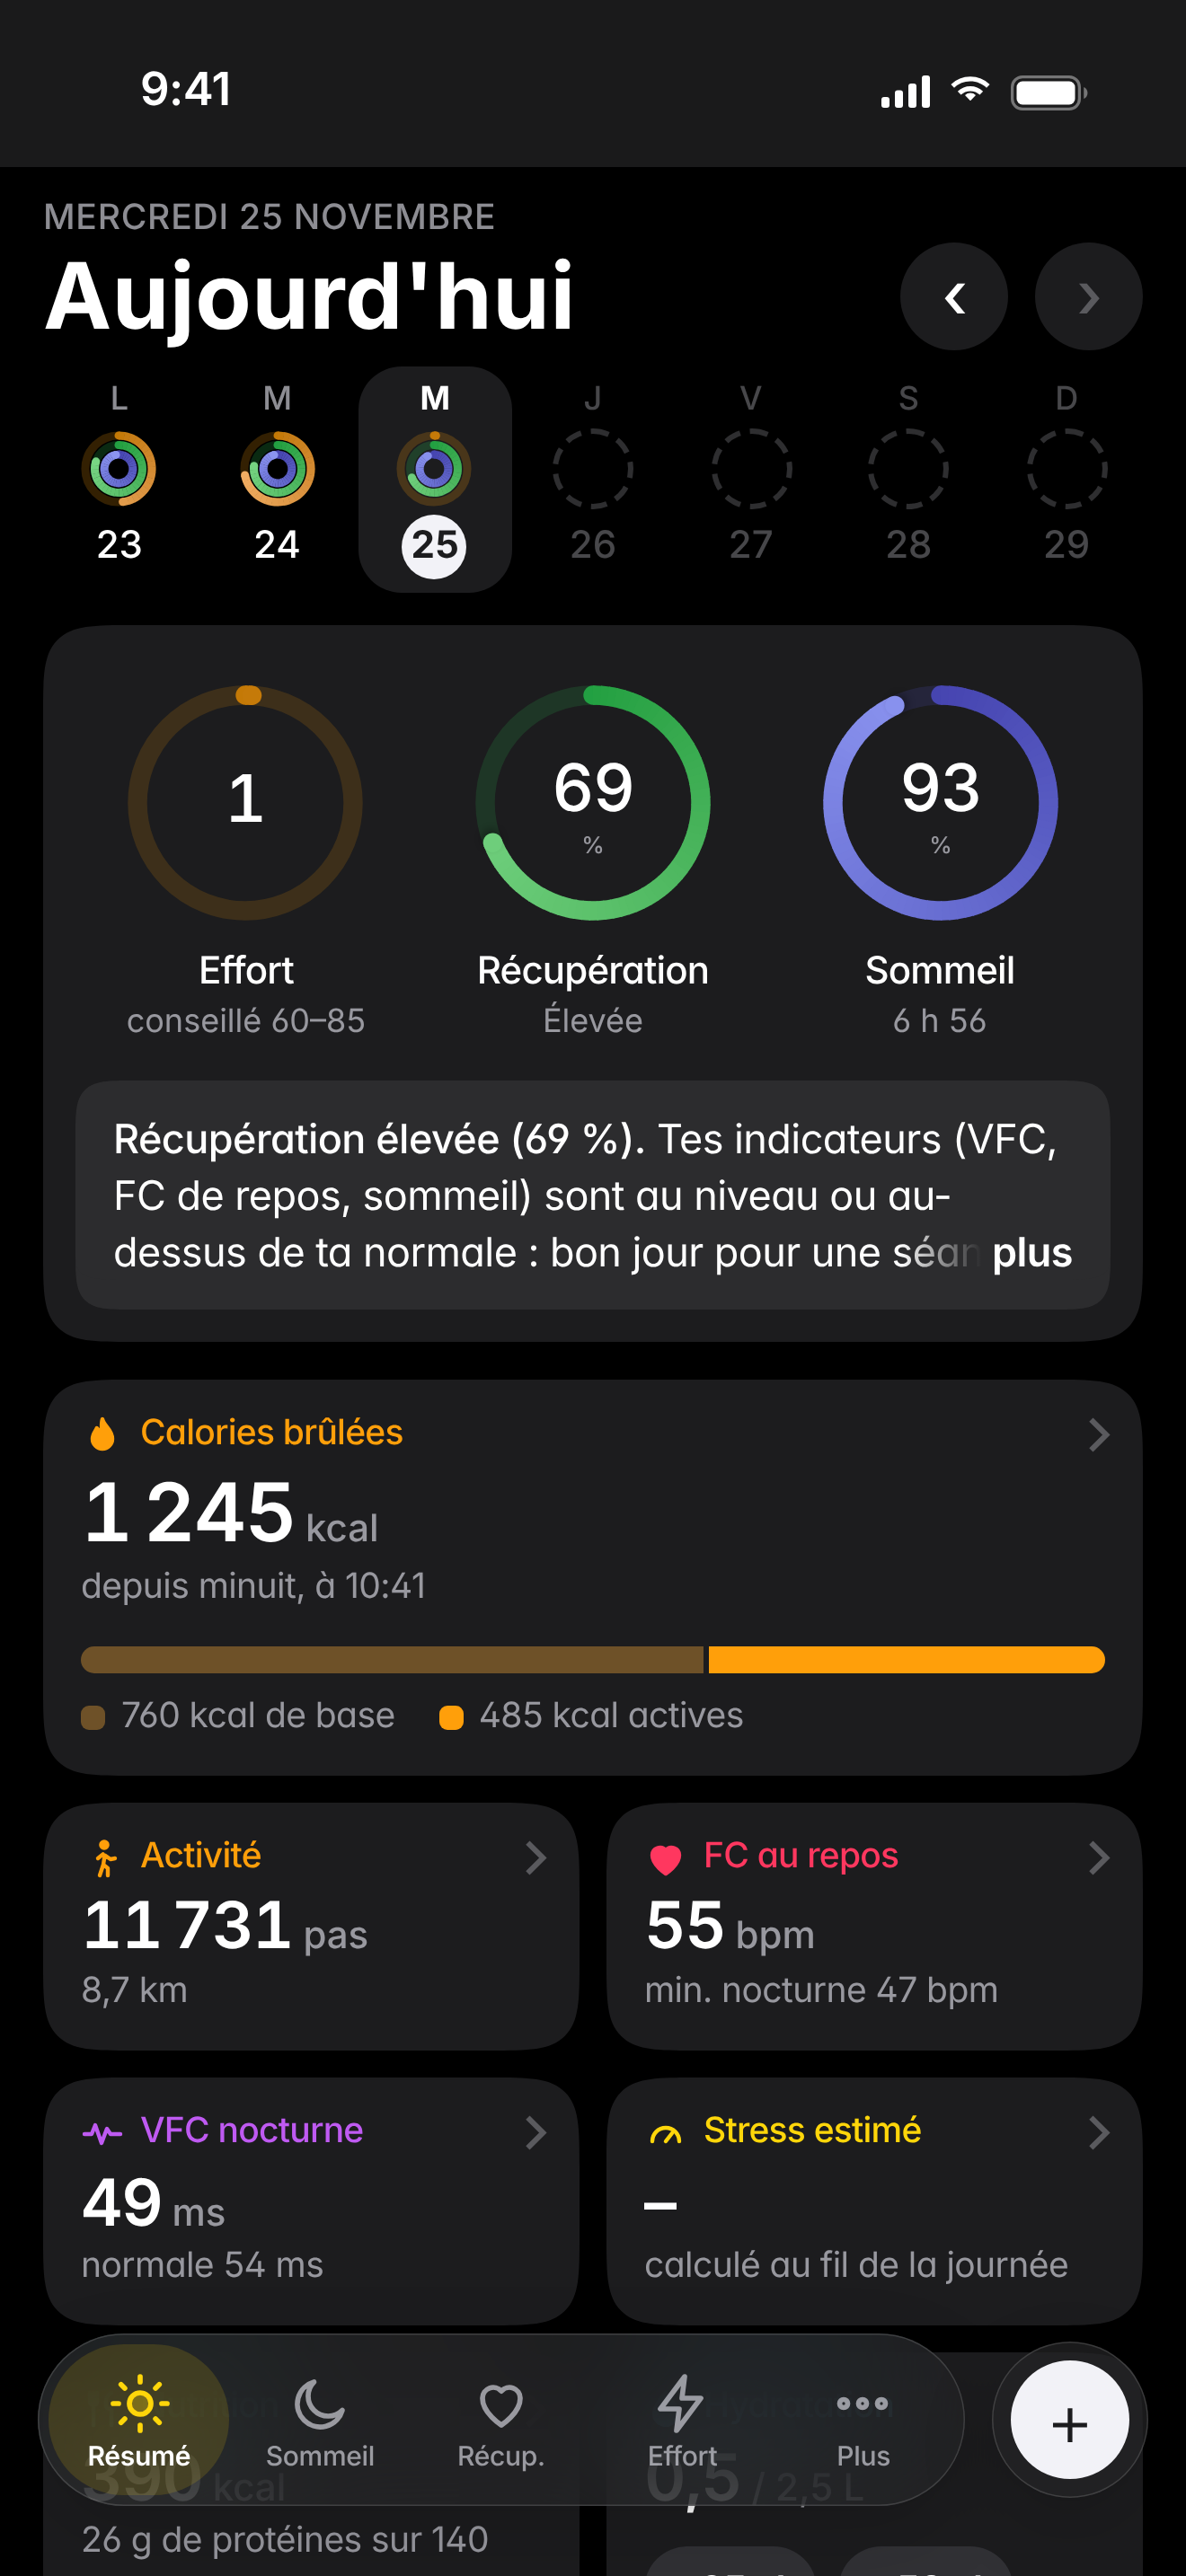 9:41
MERCREDI 25 NOVEMBRE
Aujourd'hui
L M M J V S D
23 24 25 26 27 28 29
1 69 % 93 %
Effort Récupération Sommeil
conseillé 60–85 Élevée 6 h 56
Récupération élevée (69 %). Tes indicateurs (VFC,
FC de repos, sommeil) sont au niveau ou au-
dessus de ta normale : bon jour pour une séan plus
Calories brûlées
1 245 kcal
depuis minuit, à 10:41
760 kcal de base 485 kcal actives
Activité
11 731 pas
8,7 km
FC au repos
55 bpm
min. nocturne 47 bpm
VFC nocturne
49 ms
normale 54 ms
Stress estimé
–
calculé au fil de la journée
Résumé Sommeil Récup. Effort Plus
390 kcal
26 g de protéines sur 140
Hydratation
0,5 / 2,5 L